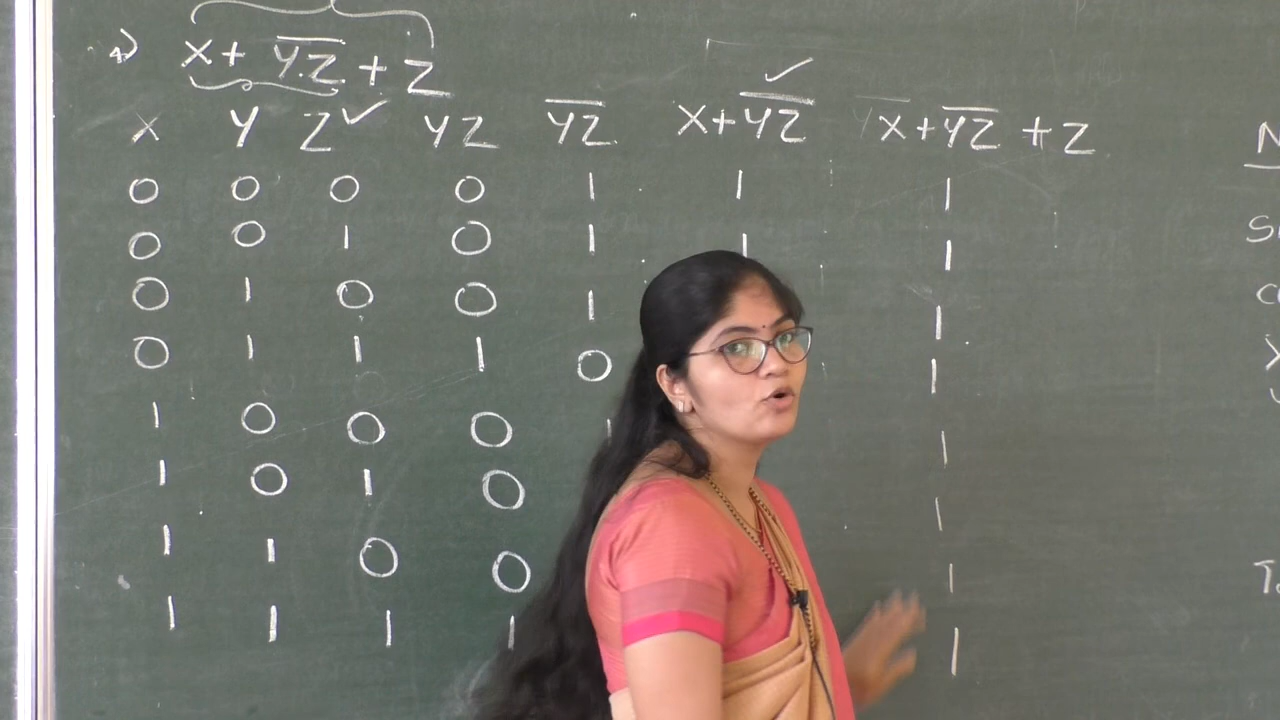 x + \overline{y.z} + z
x y z ✓ yz \overline{yz} x+\overline{yz} ✓ x+\overline{yz} + z
0 0 0 0 1 1 1
0 0 1 0 1 1 1
0 1 0 0 1 1
0 1 1 1 0 1
1 0 0 0 1 1
1 0 1 0 1
1 1 0 0 1
1 1 1 1 1